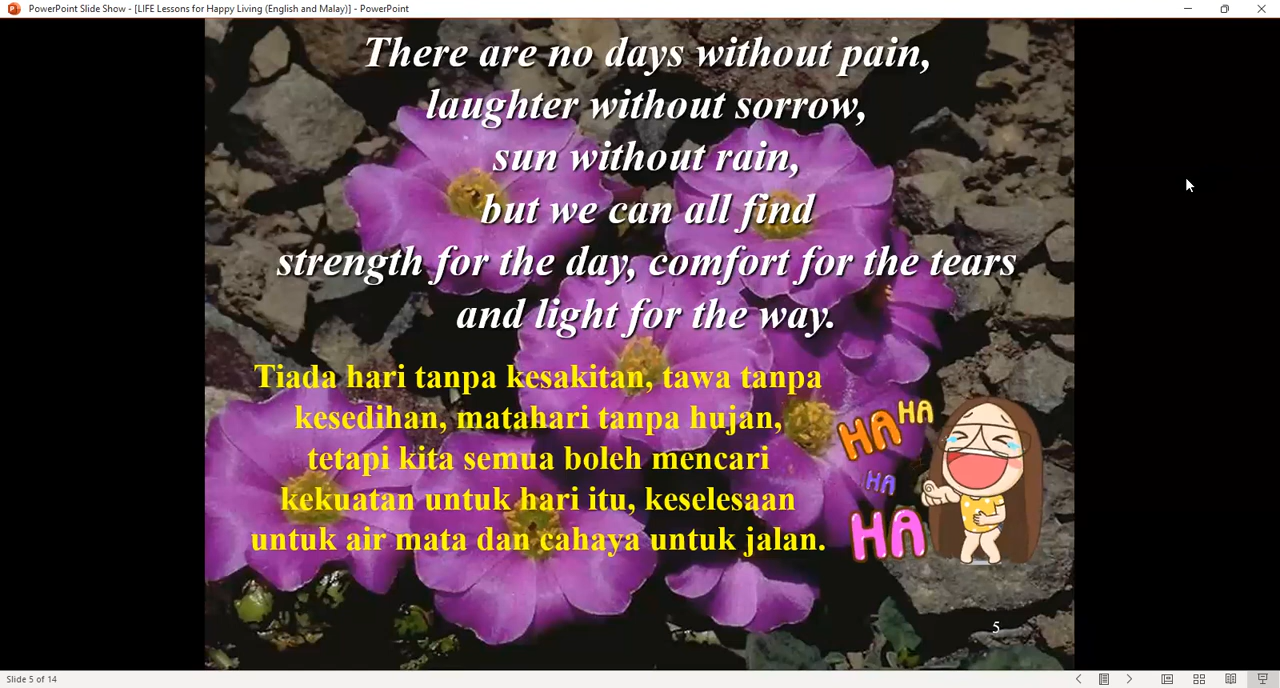 PowerPoint Slide Show - [LIFE Lessons for Happy Living (English and Malay)] - PowerPoint
There are no days without pain,
laughter without sorrow,
sun without rain,
but we can all find
strength for the day, comfort for the tears
and light for the way.
Tiada hari tanpa kesakitan, tawa tanpa
kesedihan, matahari tanpa hujan,
tetapi kita semua boleh mencari
kekuatan untuk hari itu, keselesaan
untuk air mata dan cahaya untuk jalan.
HA HA
HA
HA
5
Slide 5 of 14